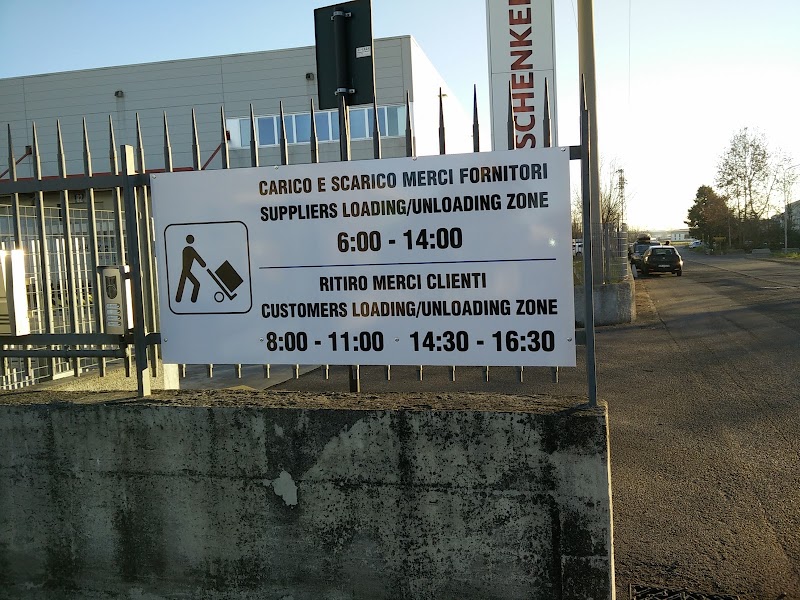 SCHENKER
CARICO E SCARICO MERCI FORNITORI
SUPPLIERS LOADING/UNLOADING ZONE
6:00 - 14:00
RITIRO MERCI CLIENTI
CUSTOMERS LOADING/UNLOADING ZONE
8:00 - 11:00 - 14:30 - 16:30